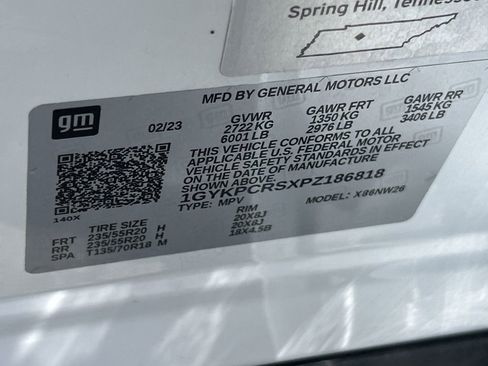 Spring Hill, Tennessee
MFD BY GENERAL MOTORS LLC
gm
02/23
GVWR GAWR FRT GAWR RR
2722 KG 1350 KG 1545 KG
6001 LB 2976 LB 3406 LB
THIS VEHICLE CONFORMS TO ALL
APPLICABLE U.S. FEDERAL MOTOR
VEHICLE SAFETY AND THEFT
PREVENTION STANDARDS IN EFFECT
ON THE DATE OF MANUFACTURE
SHOWN ABOVE.
1GYKPCRSXPZ186818
TYPE: MPV MODEL: X86NW26
140X
TIRE SIZE RIM
FRT 235/55R20 H 20X8J
RR 235/55R20 H 20X8J
SPA T135/70R18 M 18X4.5B